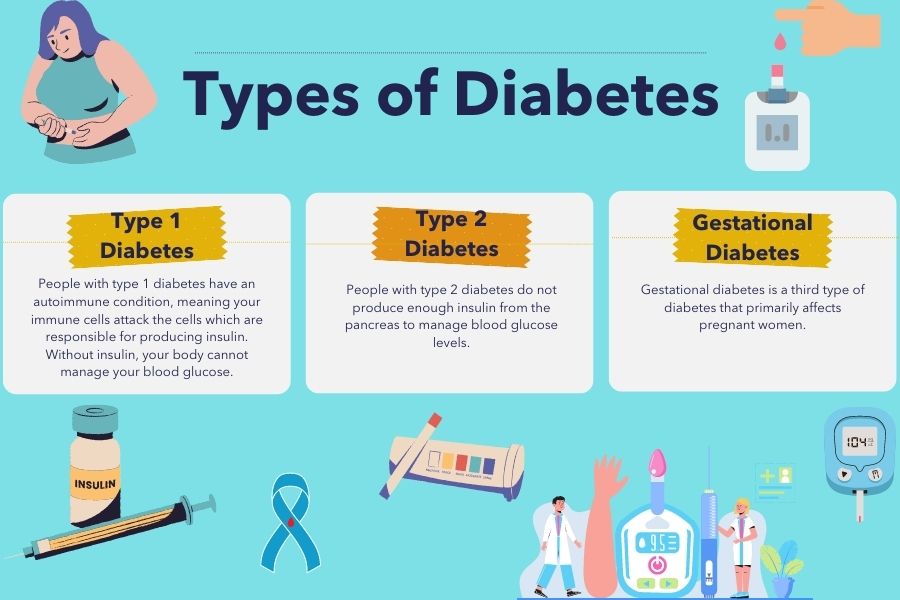 Types of Diabetes
Type 1
Diabetes
People with type 1 diabetes have an
autoimmune condition, meaning your
immune cells attack the cells which are
responsible for producing insulin.
Without insulin, your body cannot
manage your blood glucose.
Type 2
Diabetes
People with type 2 diabetes do not
produce enough insulin from the
pancreas to manage blood glucose
levels.
Gestational
Diabetes
Gestational diabetes is a third type of
diabetes that primarily affects
pregnant women.
INSULIN
104
9.5